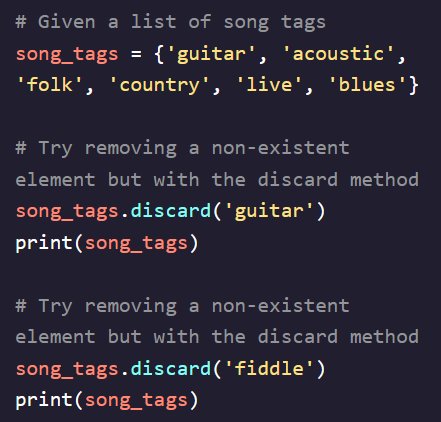 # Given a list of song tags
song_tags = {'guitar', 'acoustic',
'folk', 'country', 'live', 'blues'}
# Try removing a non-existent
element but with the discard method
song_tags.discard('guitar')
print(song_tags)
# Try removing a non-existent
element but with the discard method
song_tags.discard('fiddle')
print(song_tags)